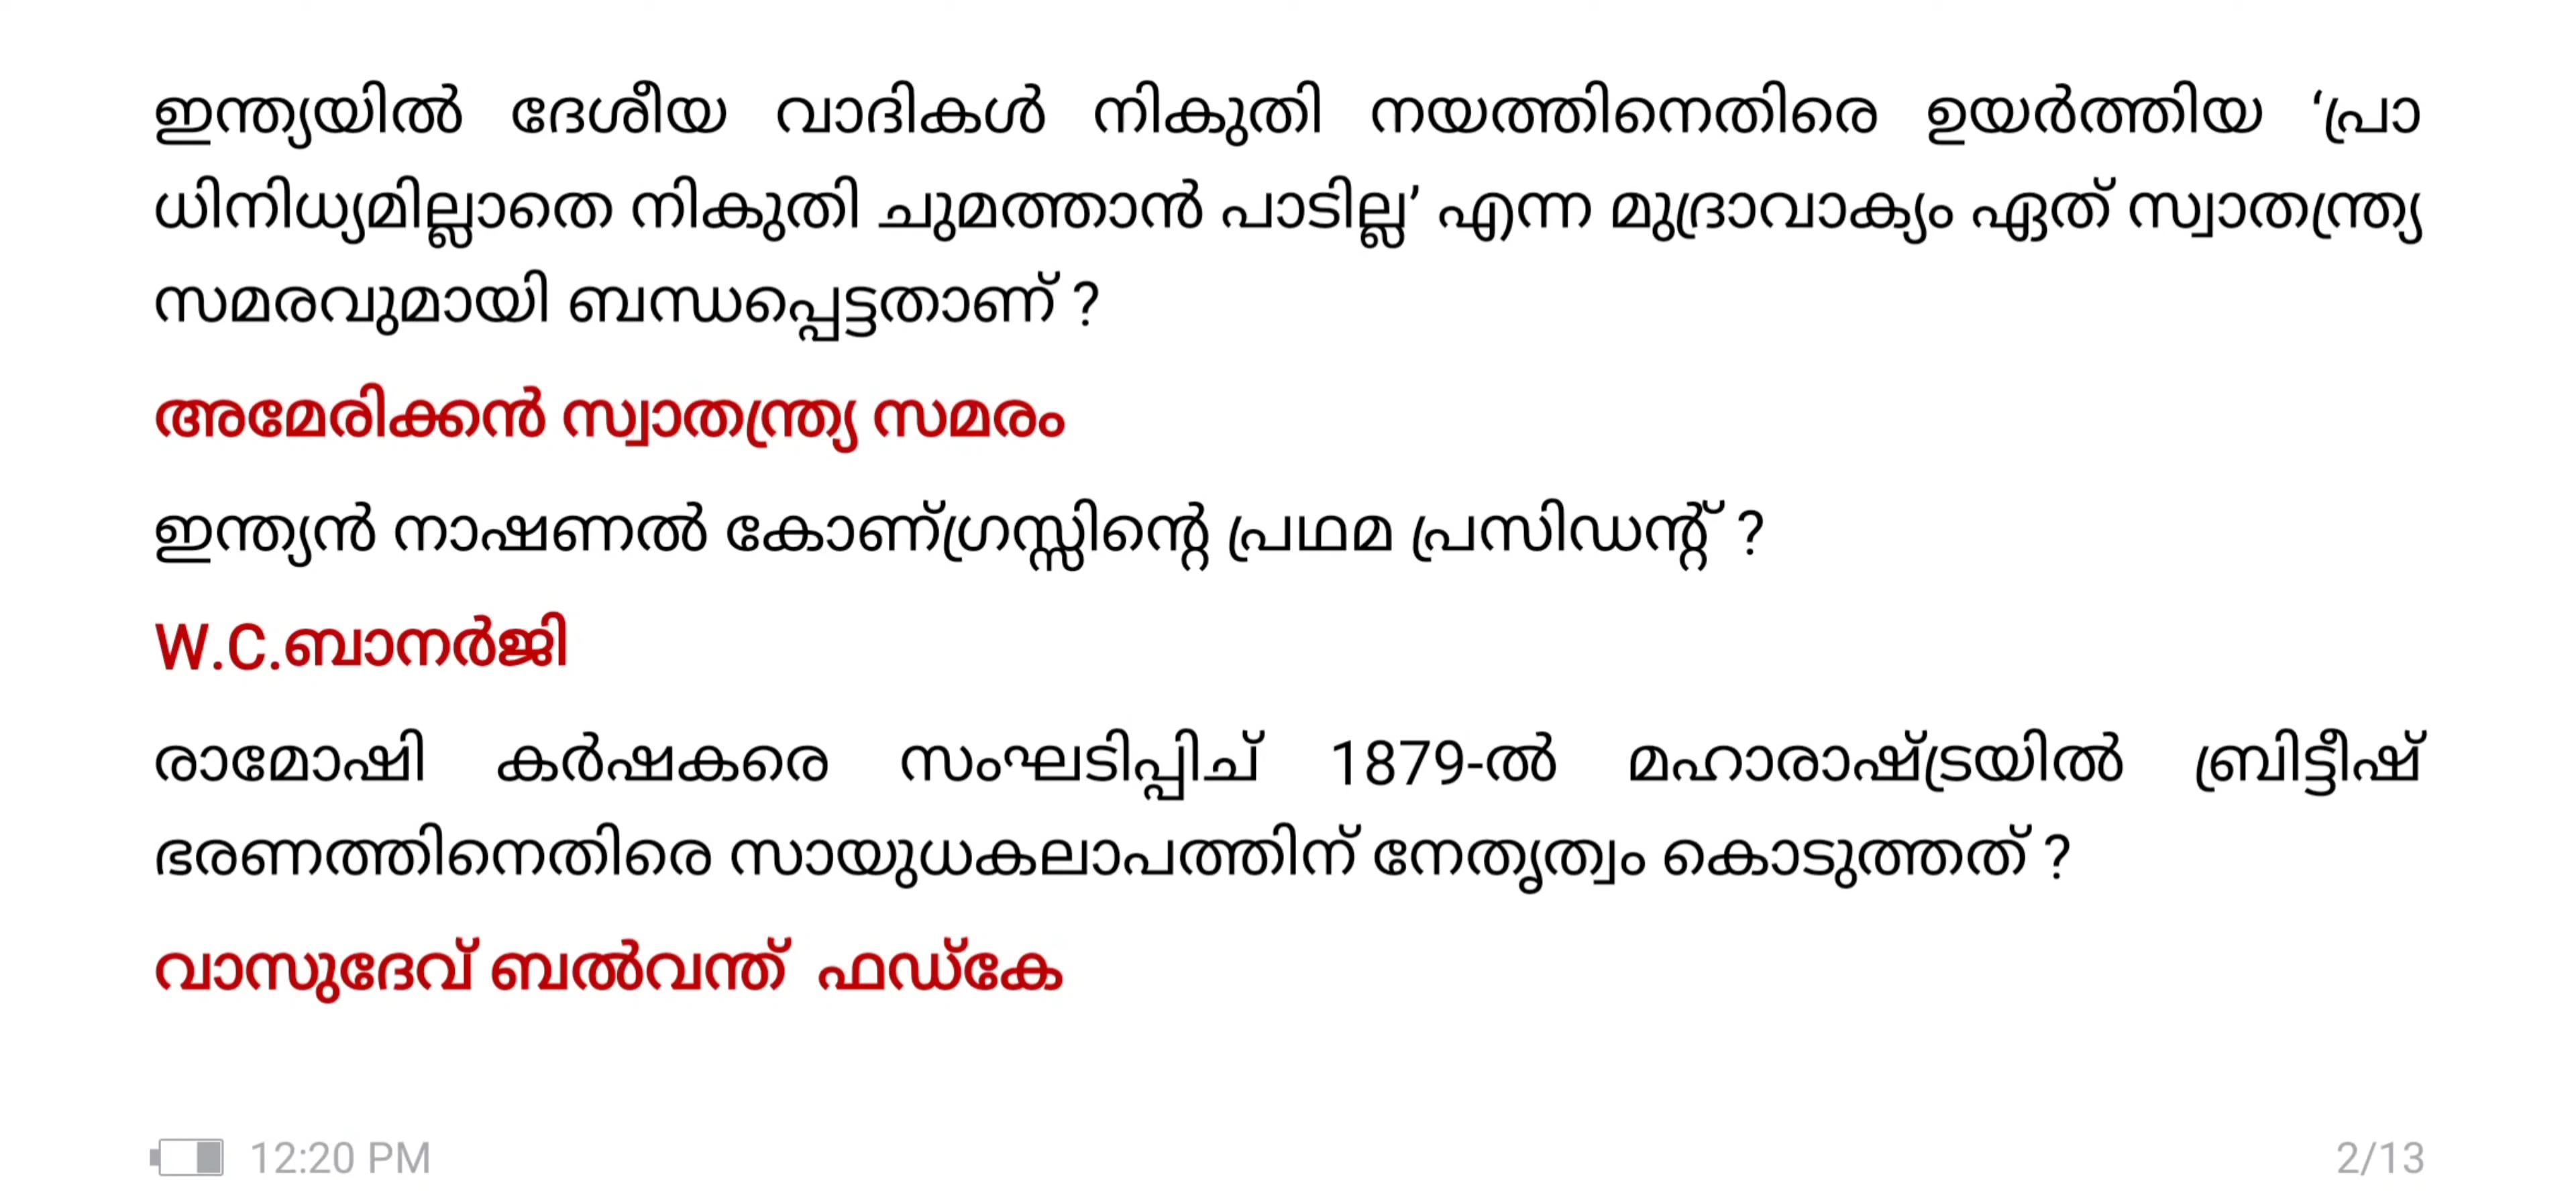 ഇന്ത്യയിൽ ദേശീയ വാദികൾ നികുതി നയത്തിനെതിരെ ഉയർത്തിയ ‘പ്രാ
ധിനിധ്യമില്ലാതെ നികുതി ചുമത്താൻ പാടില്ല’ എന്ന മുദ്രാവാക്യം ഏത് സ്വാതന്ത്ര്യ
സമരവുമായി ബന്ധപ്പെട്ടതാണ് ?
അമേരിക്കൻ സ്വാതന്ത്ര്യ സമരം
ഇന്ത്യൻ നാഷണൽ കോണ്ഗ്രസ്സിന്റെ പ്രഥമ പ്രസിഡന്റ് ?
W.C.ബാനർജി
രാമോഷി കർഷകരെ സംഘടിപ്പിച് 1879-ൽ മഹാരാഷ്ട്രയിൽ ബ്രിട്ടീഷ്
ഭരണത്തിനെതിരെ സായുധകലാപത്തിന് നേതൃത്വം കൊടുത്തത് ?
വാസുദേവ് ബൽവന്ത് ഫഡ്കേ
12:20 PM
2/13